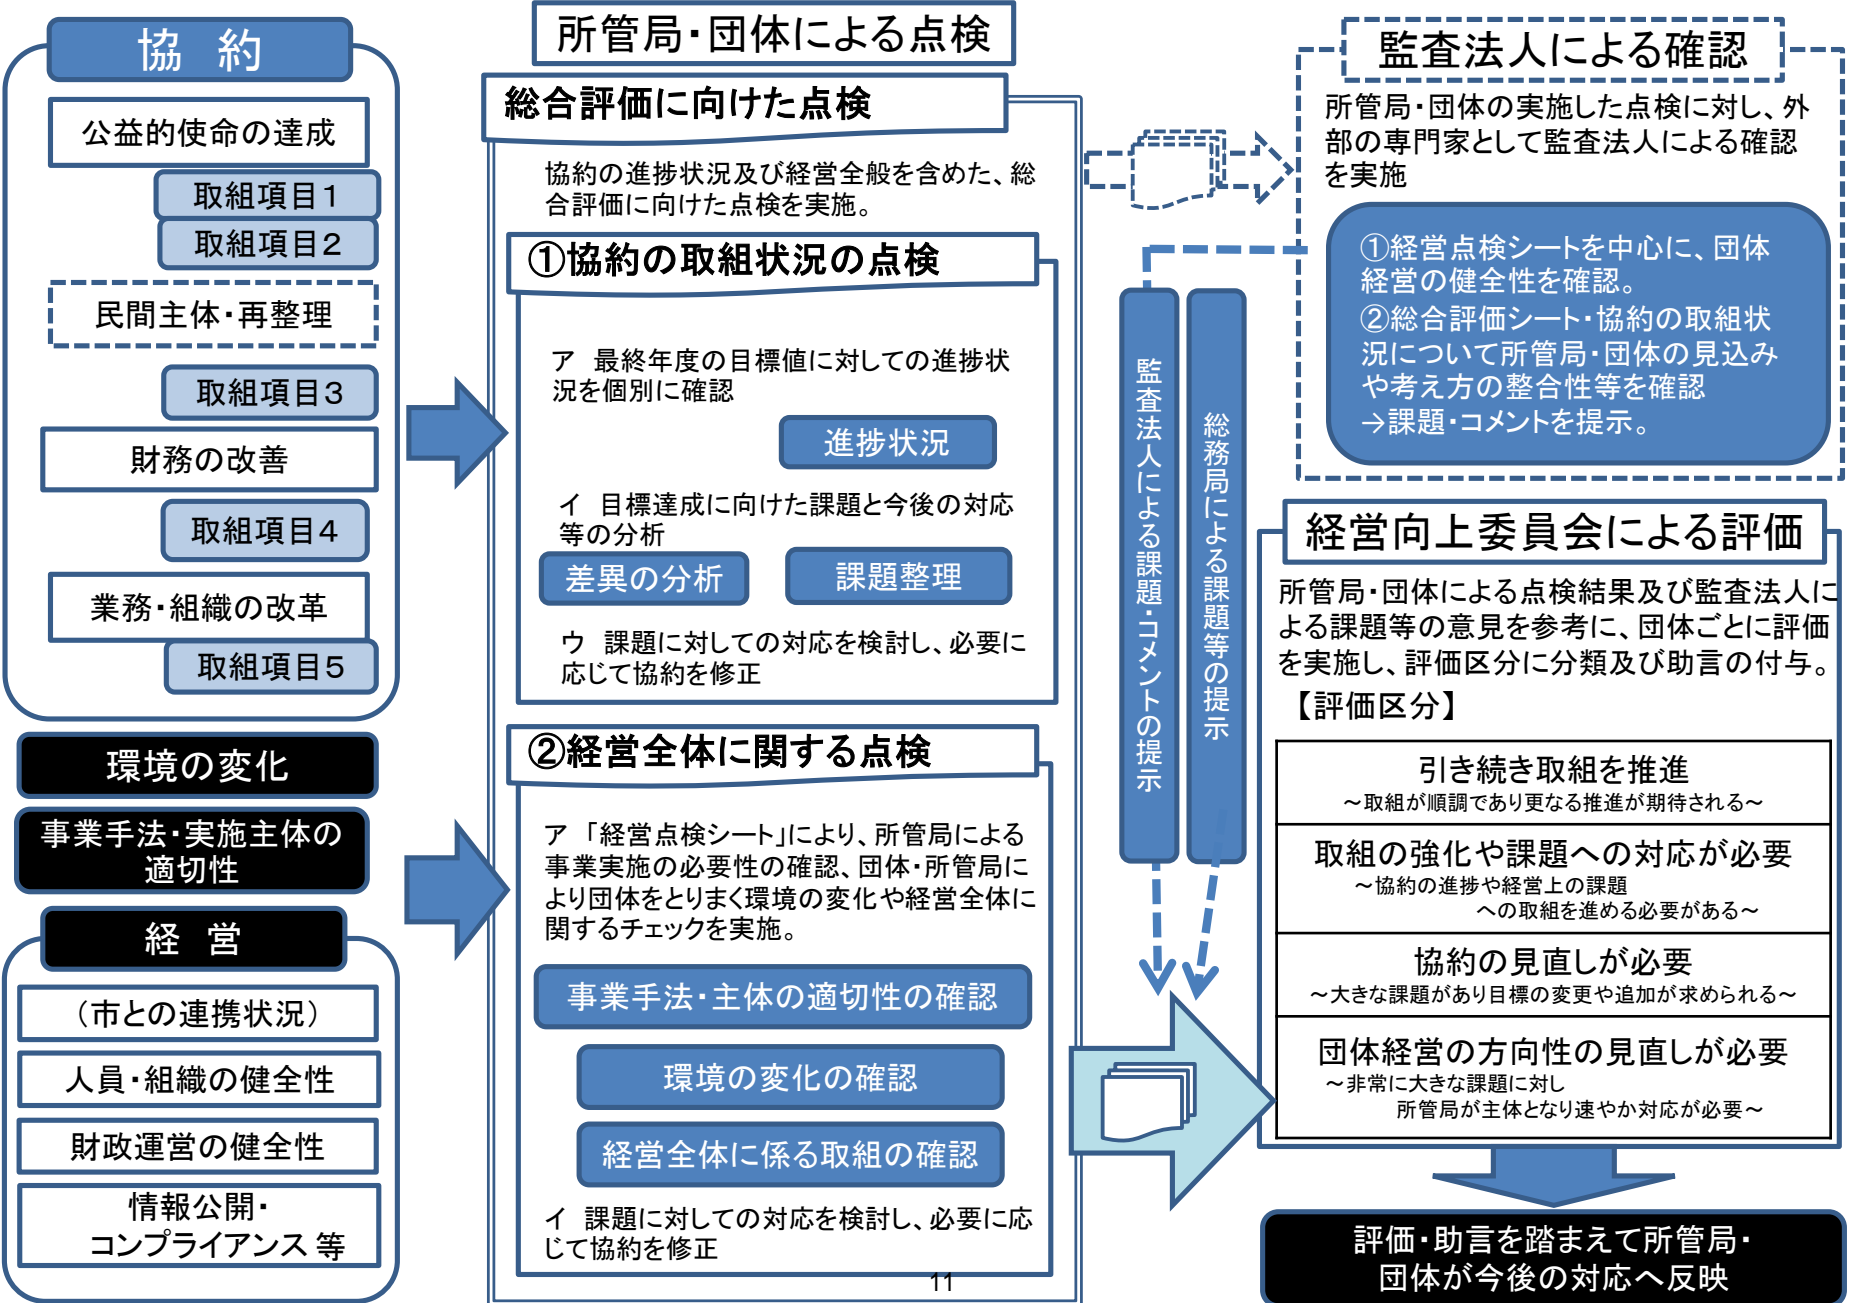 協 約
公益的使命の達成
取組項目1
取組項目2
民間主体・再整理
取組項目3
財務の改善
取組項目4
業務・組織の改革
取組項目5
環境の変化
事業手法・実施主体の
適切性
経 営
（市との連携状況）
人員・組織の健全性
財政運営の健全性
情報公開・
コンプライアンス 等
所管局・団体による点検
総合評価に向けた点検
協約の進捗状況及び経営全般を含めた、総
合評価に向けた点検を実施。
①協約の取組状況の点検
ア 最終年度の目標値に対しての進捗状
況を個別に確認
進捗状況
イ 目標達成に向けた課題と今後の対応
等の分析
差異の分析
課題整理
ウ 課題に対しての対応を検討し、必要に
応じて協約を修正
②経営全体に関する点検
ア 「経営点検シート」により、所管局による
事業実施の必要性の確認、団体・所管局に
より団体をとりまく環境の変化や経営全体に
関するチェックを実施。
事業手法・主体の適切性の確認
環境の変化の確認
経営全体に係る取組の確認
イ 課題に対しての対応を検討し、必要に応
じて協約を修正
11
監査法人による課題・コメントの提示
総務局による課題等の提示
監査法人による確認
所管局・団体の実施した点検に対し、外
部の専門家として監査法人による確認
を実施
①経営点検シートを中心に、団体
経営の健全性を確認。
②総合評価シート・協約の取組状
況について所管局・団体の見込み
や考え方の整合性等を確認
→課題・コメントを提示。
経営向上委員会による評価
所管局・団体による点検結果及び監査法人に
よる課題等の意見を参考に、団体ごとに評価
を実施し、評価区分に分類及び助言の付与。
【評価区分】
引き続き取組を推進
～取組が順調であり更なる推進が期待される～
取組の強化や課題への対応が必要
～協約の進捗や経営上の課題
への取組を進める必要がある～
協約の見直しが必要
～大きな課題があり目標の変更や追加が求められる～
団体経営の方向性の見直しが必要
～非常に大きな課題に対し
所管局が主体となり速やか対応が必要～
評価・助言を踏まえて所管局・
団体が今後の対応へ反映